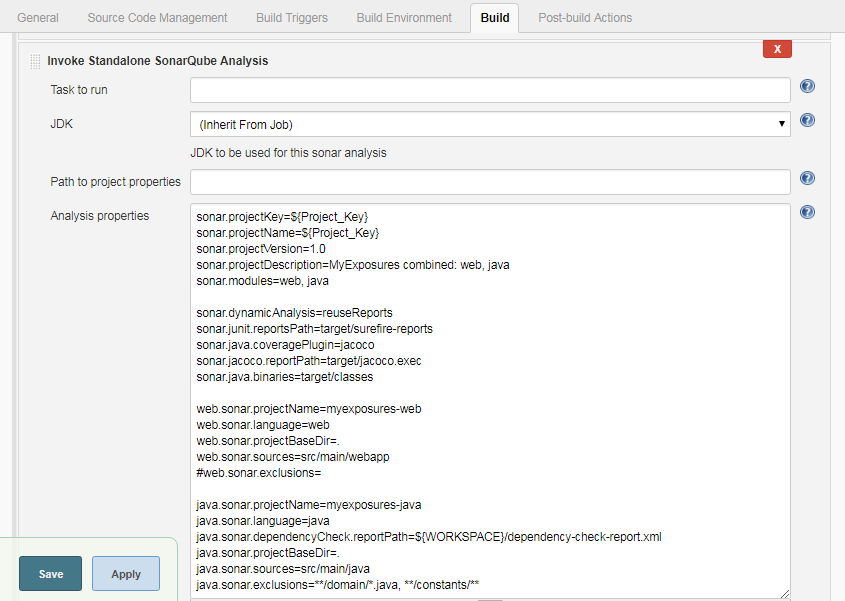 General Source Code Management Build Triggers Build Environment Build Post-build Actions
Invoke Standalone SonarQube Analysis X
Task to run ?
JDK (Inherit From Job) ?
JDK to be used for this sonar analysis
Path to project properties ?
Analysis properties ?
sonar.projectKey=${Project_Key}
sonar.projectName=${Project_Key}
sonar.projectVersion=1.0
sonar.projectDescription=MyExposures combined: web, java
sonar.modules=web, java
sonar.dynamicAnalysis=reuseReports
sonar.junit.reportsPath=target/surefire-reports
sonar.java.coveragePlugin=jacoco
sonar.jacoco.reportPath=target/jacoco.exec
sonar.java.binaries=target/classes
web.sonar.projectName=myexposures-web
web.sonar.language=web
web.sonar.projectBaseDir=.
web.sonar.sources=src/main/webapp
#web.sonar.exclusions=
java.sonar.projectName=myexposures-java
java.sonar.language=java
java.sonar.dependencyCheck.reportPath=${WORKSPACE}/dependency-check-report.xml
java.sonar.projectBaseDir=.
java.sonar.sources=src/main/java
java.sonar.exclusions=**/domain/*.java, **/constants/**
Save Apply